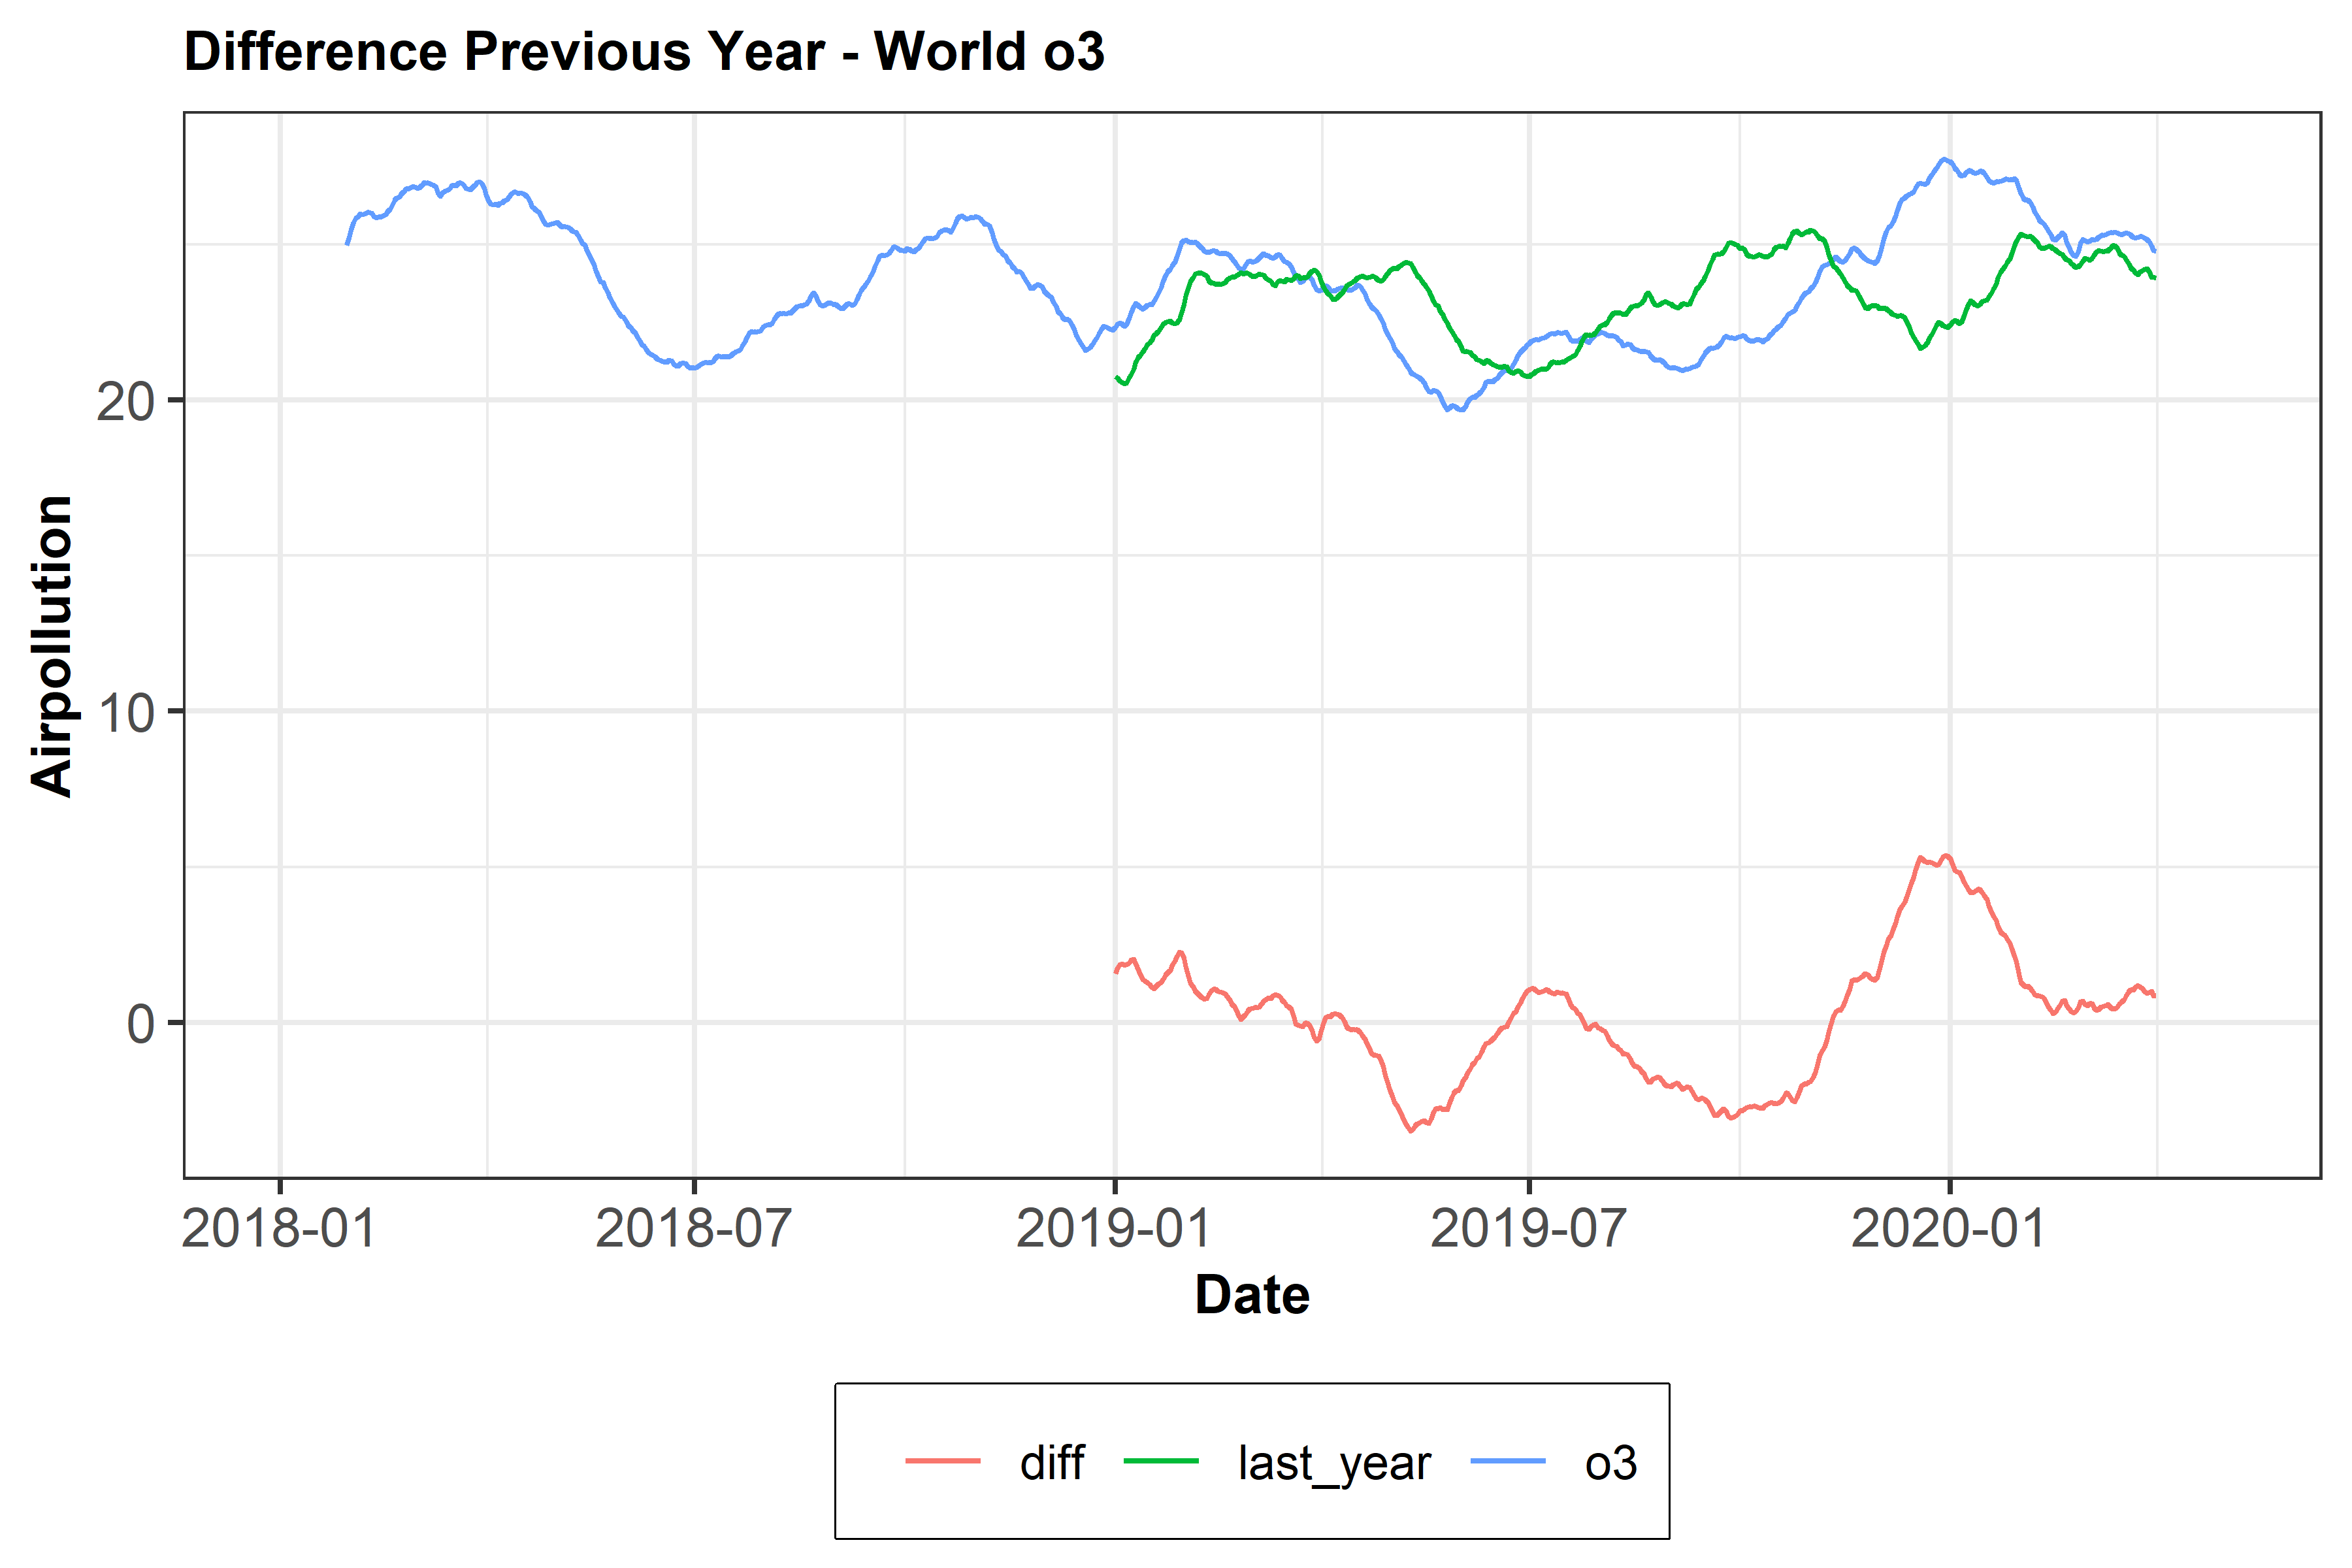 Difference Previous Year - World o3
Airpollution
20
10
0
2018-01 2018-07 2019-01 2019-07 2020-01
Date
diff last_year o3